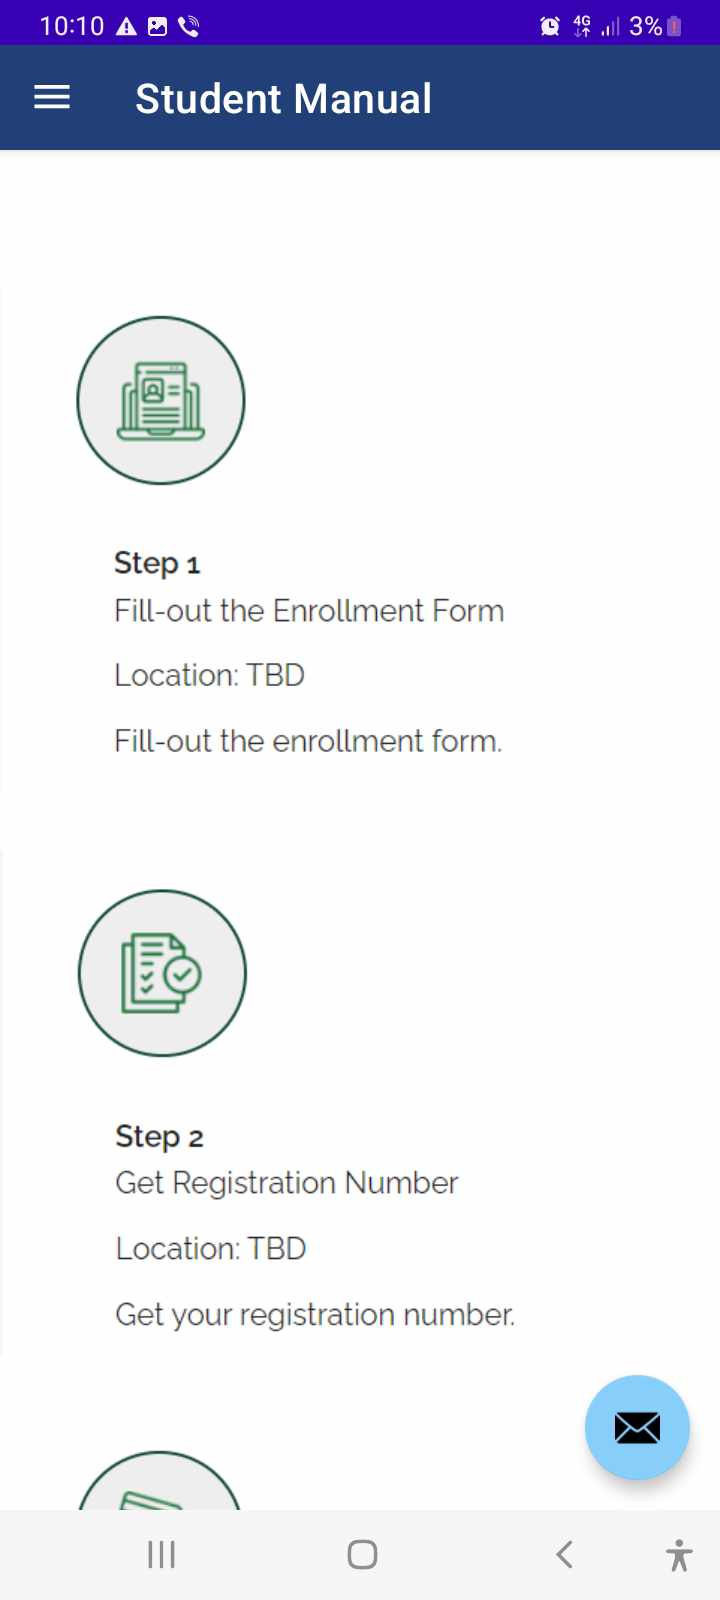 10:10 4G 3%
Student Manual
Step 1
Fill-out the Enrollment Form
Location: TBD
Fill-out the enrollment form.
Step 2
Get Registration Number
Location: TBD
Get your registration number.